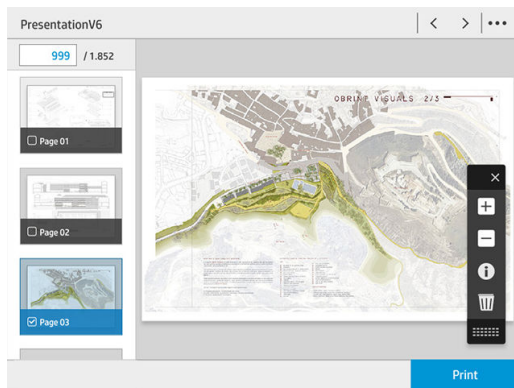 PresentationV6
999 / 1.852
Page 01
Page 02
Page 03
OBRINT VISUALS 2/3
Print